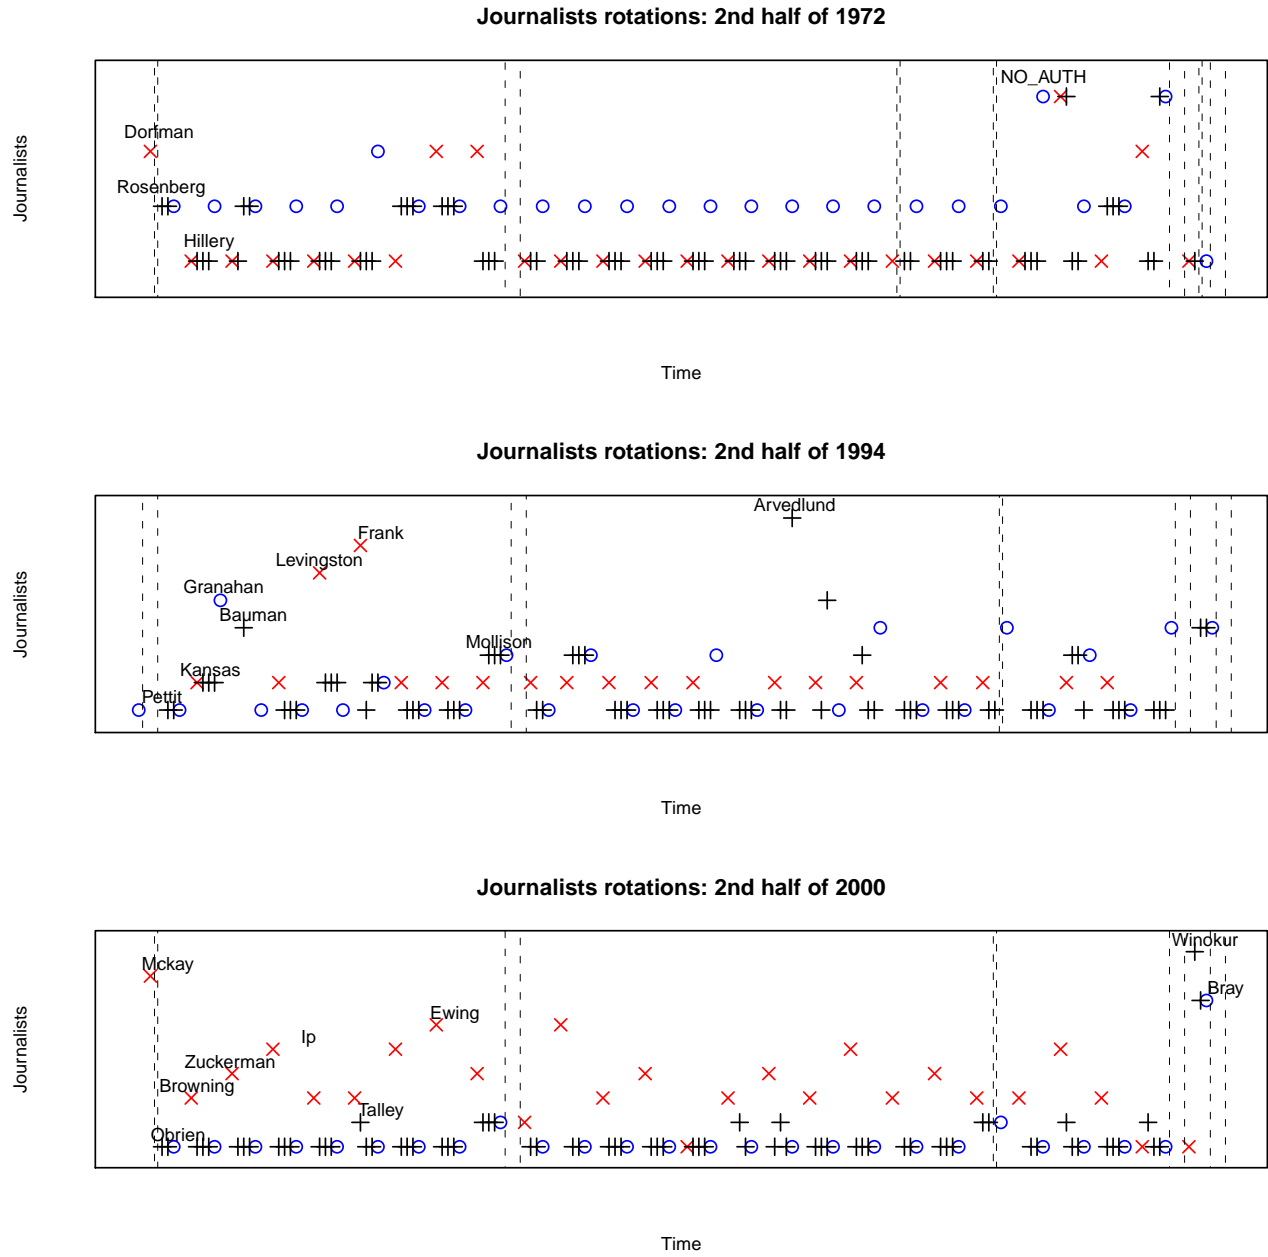 Journalists rotations: 2nd half of 1972
Journalists
NO_AUTH
Dorfman
Rosenberg
Hillery
Time
Journalists rotations: 2nd half of 1994
Journalists
Arvedlund
Frank
Levingston
Granahan
Bauman
Mollison
Kansas
Pettit
Time
Journalists rotations: 2nd half of 2000
Journalists
Winokur
Mckay
Bray
Ewing
Ip
Zuckerman
Browning
Talley
Obrien
Time